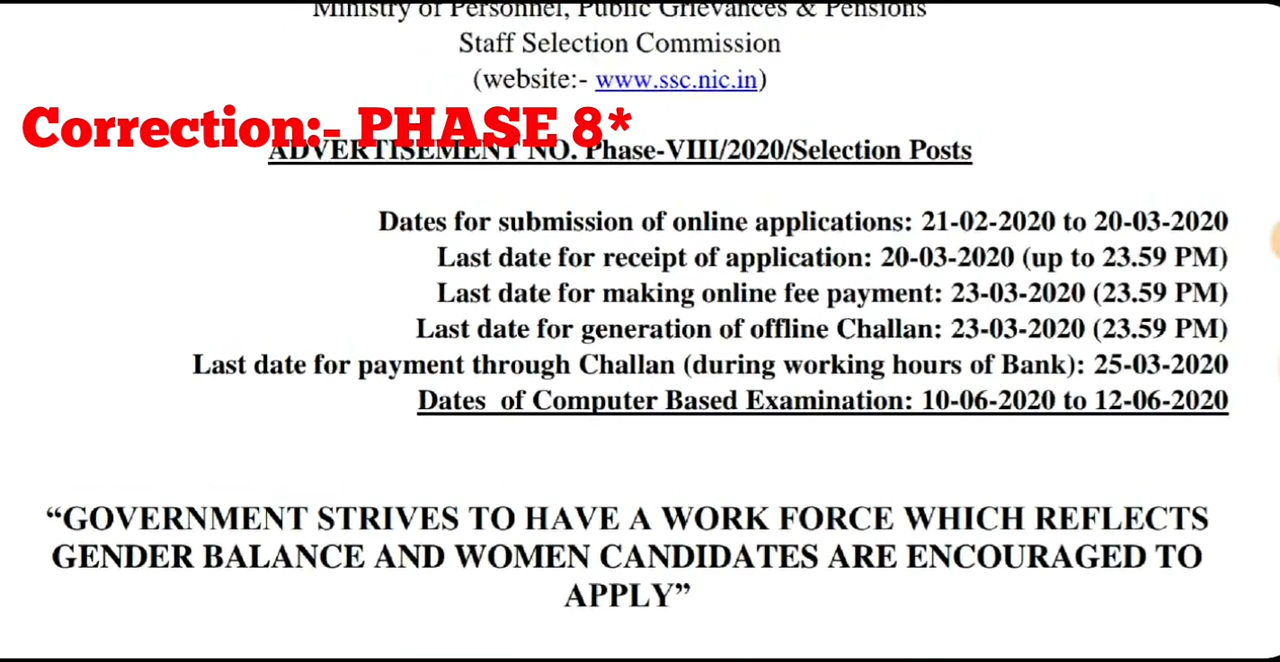 Ministry of Personnel, Public Grievances & Pensions
Staff Selection Commission
(website:- www.ssc.nic.in)
Correction:- PHASE 8*
ADVERTISEMENT NO. Phase-VIII/2020/Selection Posts
Dates for submission of online applications: 21-02-2020 to 20-03-2020
Last date for receipt of application: 20-03-2020 (up to 23.59 PM)
Last date for making online fee payment: 23-03-2020 (23.59 PM)
Last date for generation of offline Challan: 23-03-2020 (23.59 PM)
Last date for payment through Challan (during working hours of Bank): 25-03-2020
Dates of Computer Based Examination: 10-06-2020 to 12-06-2020
“GOVERNMENT STRIVES TO HAVE A WORK FORCE WHICH REFLECTS
GENDER BALANCE AND WOMEN CANDIDATES ARE ENCOURAGED TO
APPLY”